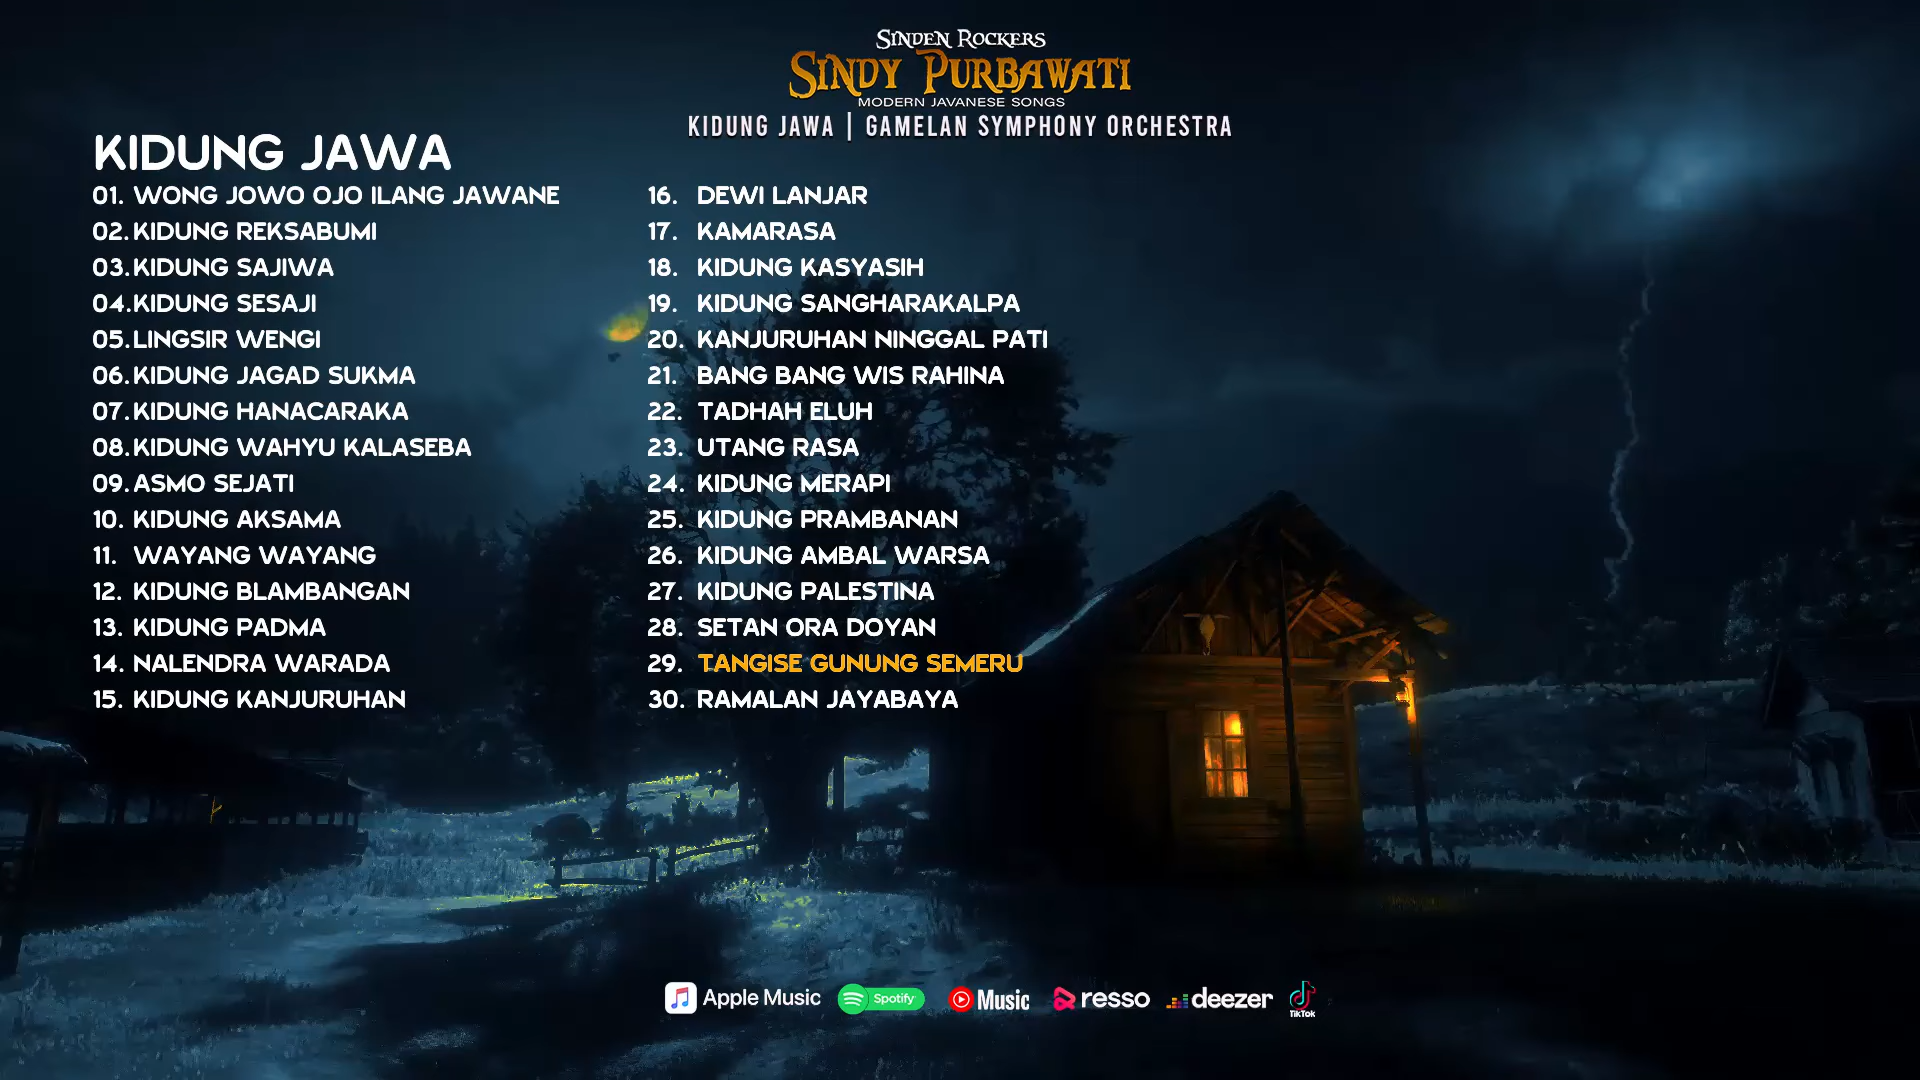 SINDEN ROCKERS
SINDY PURBAWATI
MODERN JAVANESE SONGS
KIDUNG JAWA | GAMELAN SYMPHONY ORCHESTRA
KIDUNG JAWA
01. WONG JOWO OJO ILANG JAWANE
02. KIDUNG REKSABUMI
03. KIDUNG SAJIWA
04. KIDUNG SESAJI
05. LINGSIR WENGI
06. KIDUNG JAGAD SUKMA
07. KIDUNG HANACARAKA
08. KIDUNG WAHYU KALASEBA
09. ASMO SEJATI
10. KIDUNG AKSAMA
11. WAYANG WAYANG
12. KIDUNG BLAMBANGAN
13. KIDUNG PADMA
14. NALENDRA WARADA
15. KIDUNG KANJURUHAN
16. DEWI LANJAR
17. KAMARASA
18. KIDUNG KASYASIH
19. KIDUNG SANGHARAKALPA
20. KANJURUHAN NINGGAL PATI
21. BANG BANG WIS RAHINA
22. TADHAH ELUH
23. UTANG RASA
24. KIDUNG MERAPI
25. KIDUNG PRAMBANAN
26. KIDUNG AMBAL WARSA
27. KIDUNG PALESTINA
28. SETAN ORA DOYAN
29. TANGISE GUNUNG SEMERU
30. RAMALAN JAYABAYA
Apple Music Spotify Music resso deezer TikTok